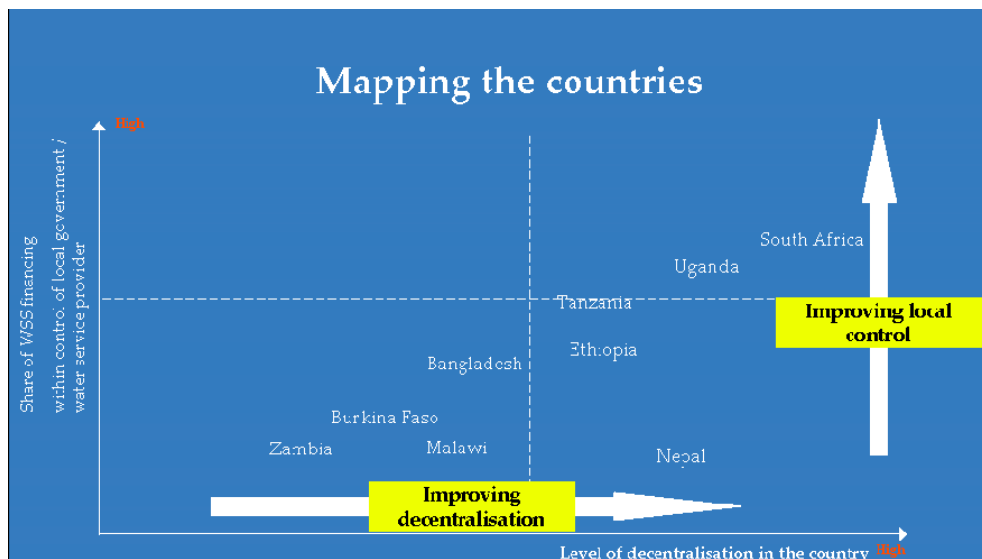 Mapping the countries
High
Share of WSS financing
within control of local government /
water service provider
South Africa
Uganda
Tanzania
Improving local
control
Ethiopia
Bangladesh
Burkina Faso
Zambia
Malawi
Nepal
Improving
decentralisation
Level of decentralisation in the country
High